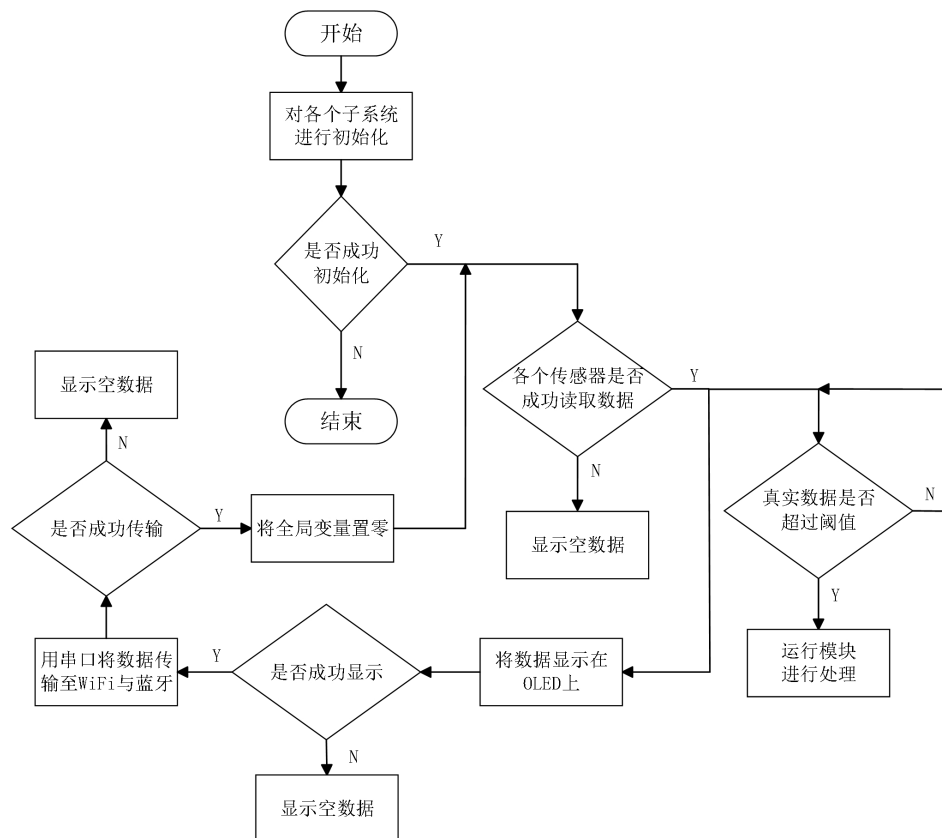 开始
对各个子系统
进行初始化
是否成功
初始化
Y
N
结束
各个传感器是否
成功读取数据
Y
N
显示空数据
真实数据是否
超过阈值
N
Y
运行模块
进行处理
将数据显示在
OLED上
是否成功显示
Y
N
显示空数据
用串口将数据传
输至WiFi与蓝牙
是否成功传输
N
显示空数据
Y
将全局变量置零